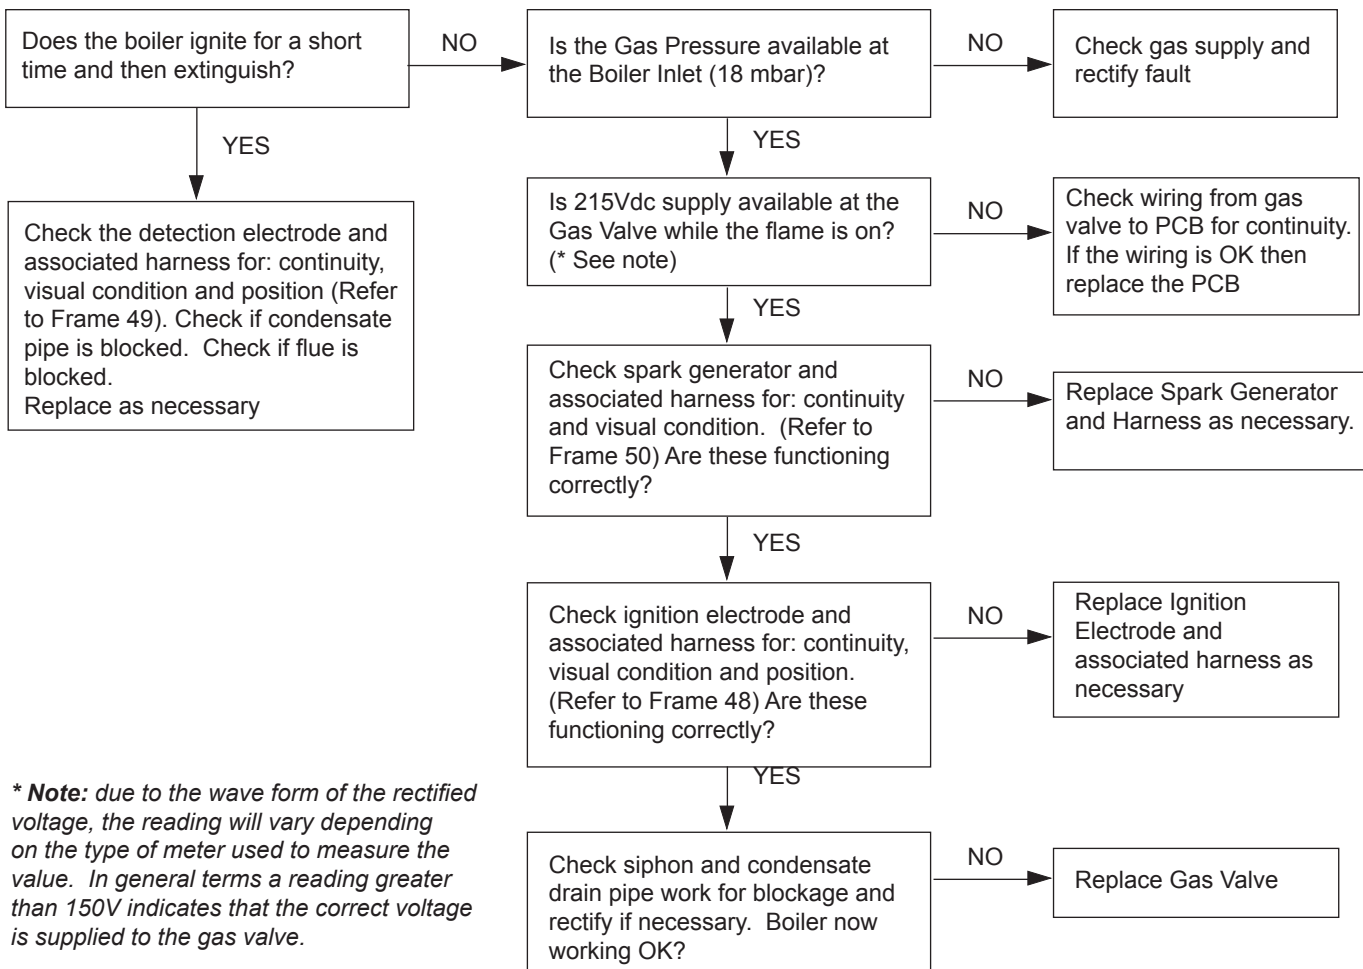 Does the boiler ignite for a short
time and then extinguish?
NO
Is the Gas Pressure available at
the Boiler Inlet (18 mbar)?
NO
Check gas supply and
rectify fault
YES
YES
Check the detection electrode and
associated harness for: continuity,
visual condition and position (Refer
to Frame 49). Check if condensate
pipe is blocked.  Check if flue is
blocked.
Replace as necessary
Is 215Vdc supply available at the
Gas Valve while the flame is on?
(* See note)
NO
Check wiring from gas
valve to PCB for continuity.
If the wiring is OK then
replace the PCB
YES
Check spark generator and
associated harness for: continuity
and visual condition.  (Refer to
Frame 50) Are these functioning
correctly?
NO
Replace Spark Generator
and Harness as necessary.
YES
Check ignition electrode and
associated harness for: continuity,
visual condition and position.
(Refer to Frame 48) Are these
functioning correctly?
NO
Replace Ignition
Electrode and
associated harness as
necessary
YES
* Note: due to the wave form of the rectified
voltage, the reading will vary depending
on the type of meter used to measure the
value.  In general terms a reading greater
than 150V indicates that the correct voltage
is supplied to the gas valve.
Check siphon and condensate
drain pipe work for blockage and
rectify if necessary.  Boiler now
working OK?
NO
Replace Gas Valve